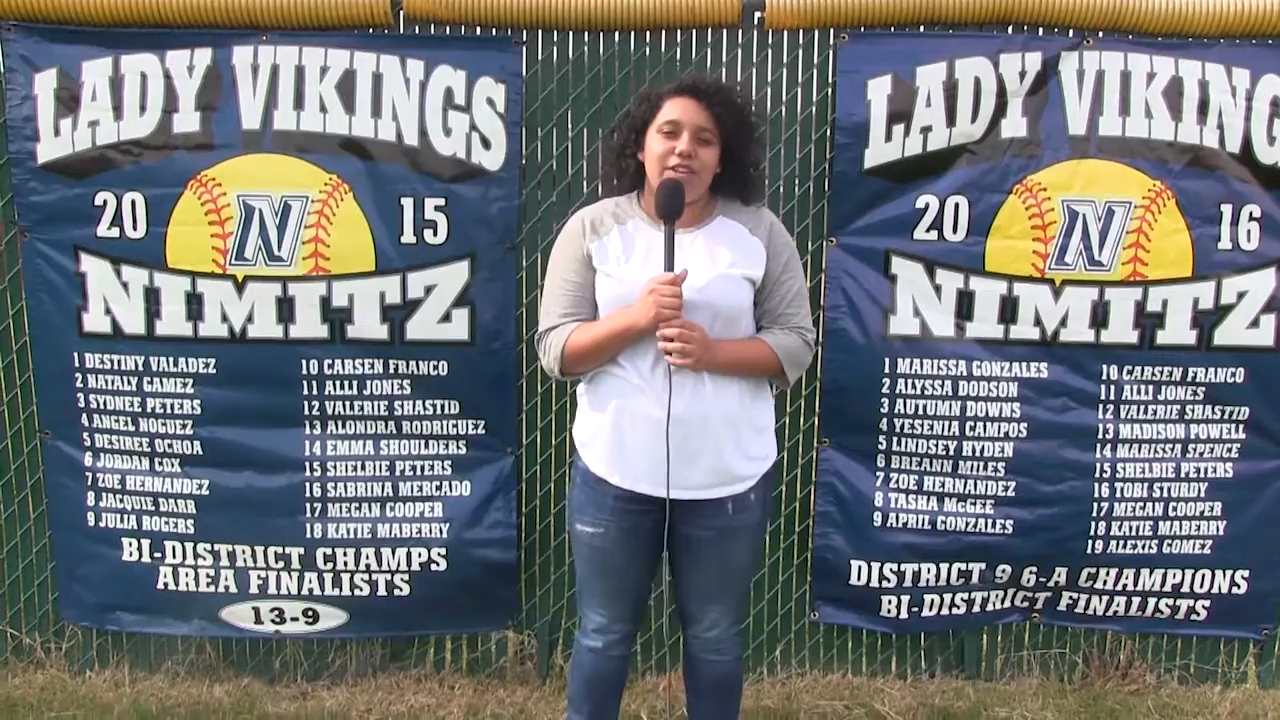 LADY VIKINGS
20 N 15
NIMITZ
1 DESTINY VALADEZ
2 NATALY GAMEZ
3 SYDNEE PETERS
4 ANGEL NOGUEZ
5 DESIREE OCHOA
6 JORDAN COX
7 ZOE HERNANDEZ
8 JACQUIE DARR
9 JULIA ROGERS
10 CARSEN FRANCO
11 ALLI JONES
12 VALERIE SHASTID
13 ALONDRA RODRIGUEZ
14 EMMA SHOULDERS
15 SHELBIE PETERS
16 SABRINA MERCADO
17 MEGAN COOPER
18 KATIE MABERRY
BI-DISTRICT CHAMPS
AREA FINALISTS
13-9
LADY VIKING
20 N 16
NIMITZ
1 MARISSA GONZALES
2 ALYSSA DODSON
3 AUTUMN DOWNS
4 YESENIA CAMPOS
5 LINDSEY HYDEN
6 BREANN MILES
7 ZOE HERNANDEZ
8 TASHA McGEE
9 APRIL GONZALES
10 CARSEN FRANCO
11 ALLI JONES
12 VALERIE SHASTID
13 MADISON POWELL
14 MARISSA SPENCE
15 SHELBIE PETERS
16 TOBI STURDY
17 MEGAN COOPER
18 KATIE MABERRY
19 ALEXIS GOMEZ
DISTRICT 9 6-A CHAMPIONS
BI-DISTRICT FINALISTS